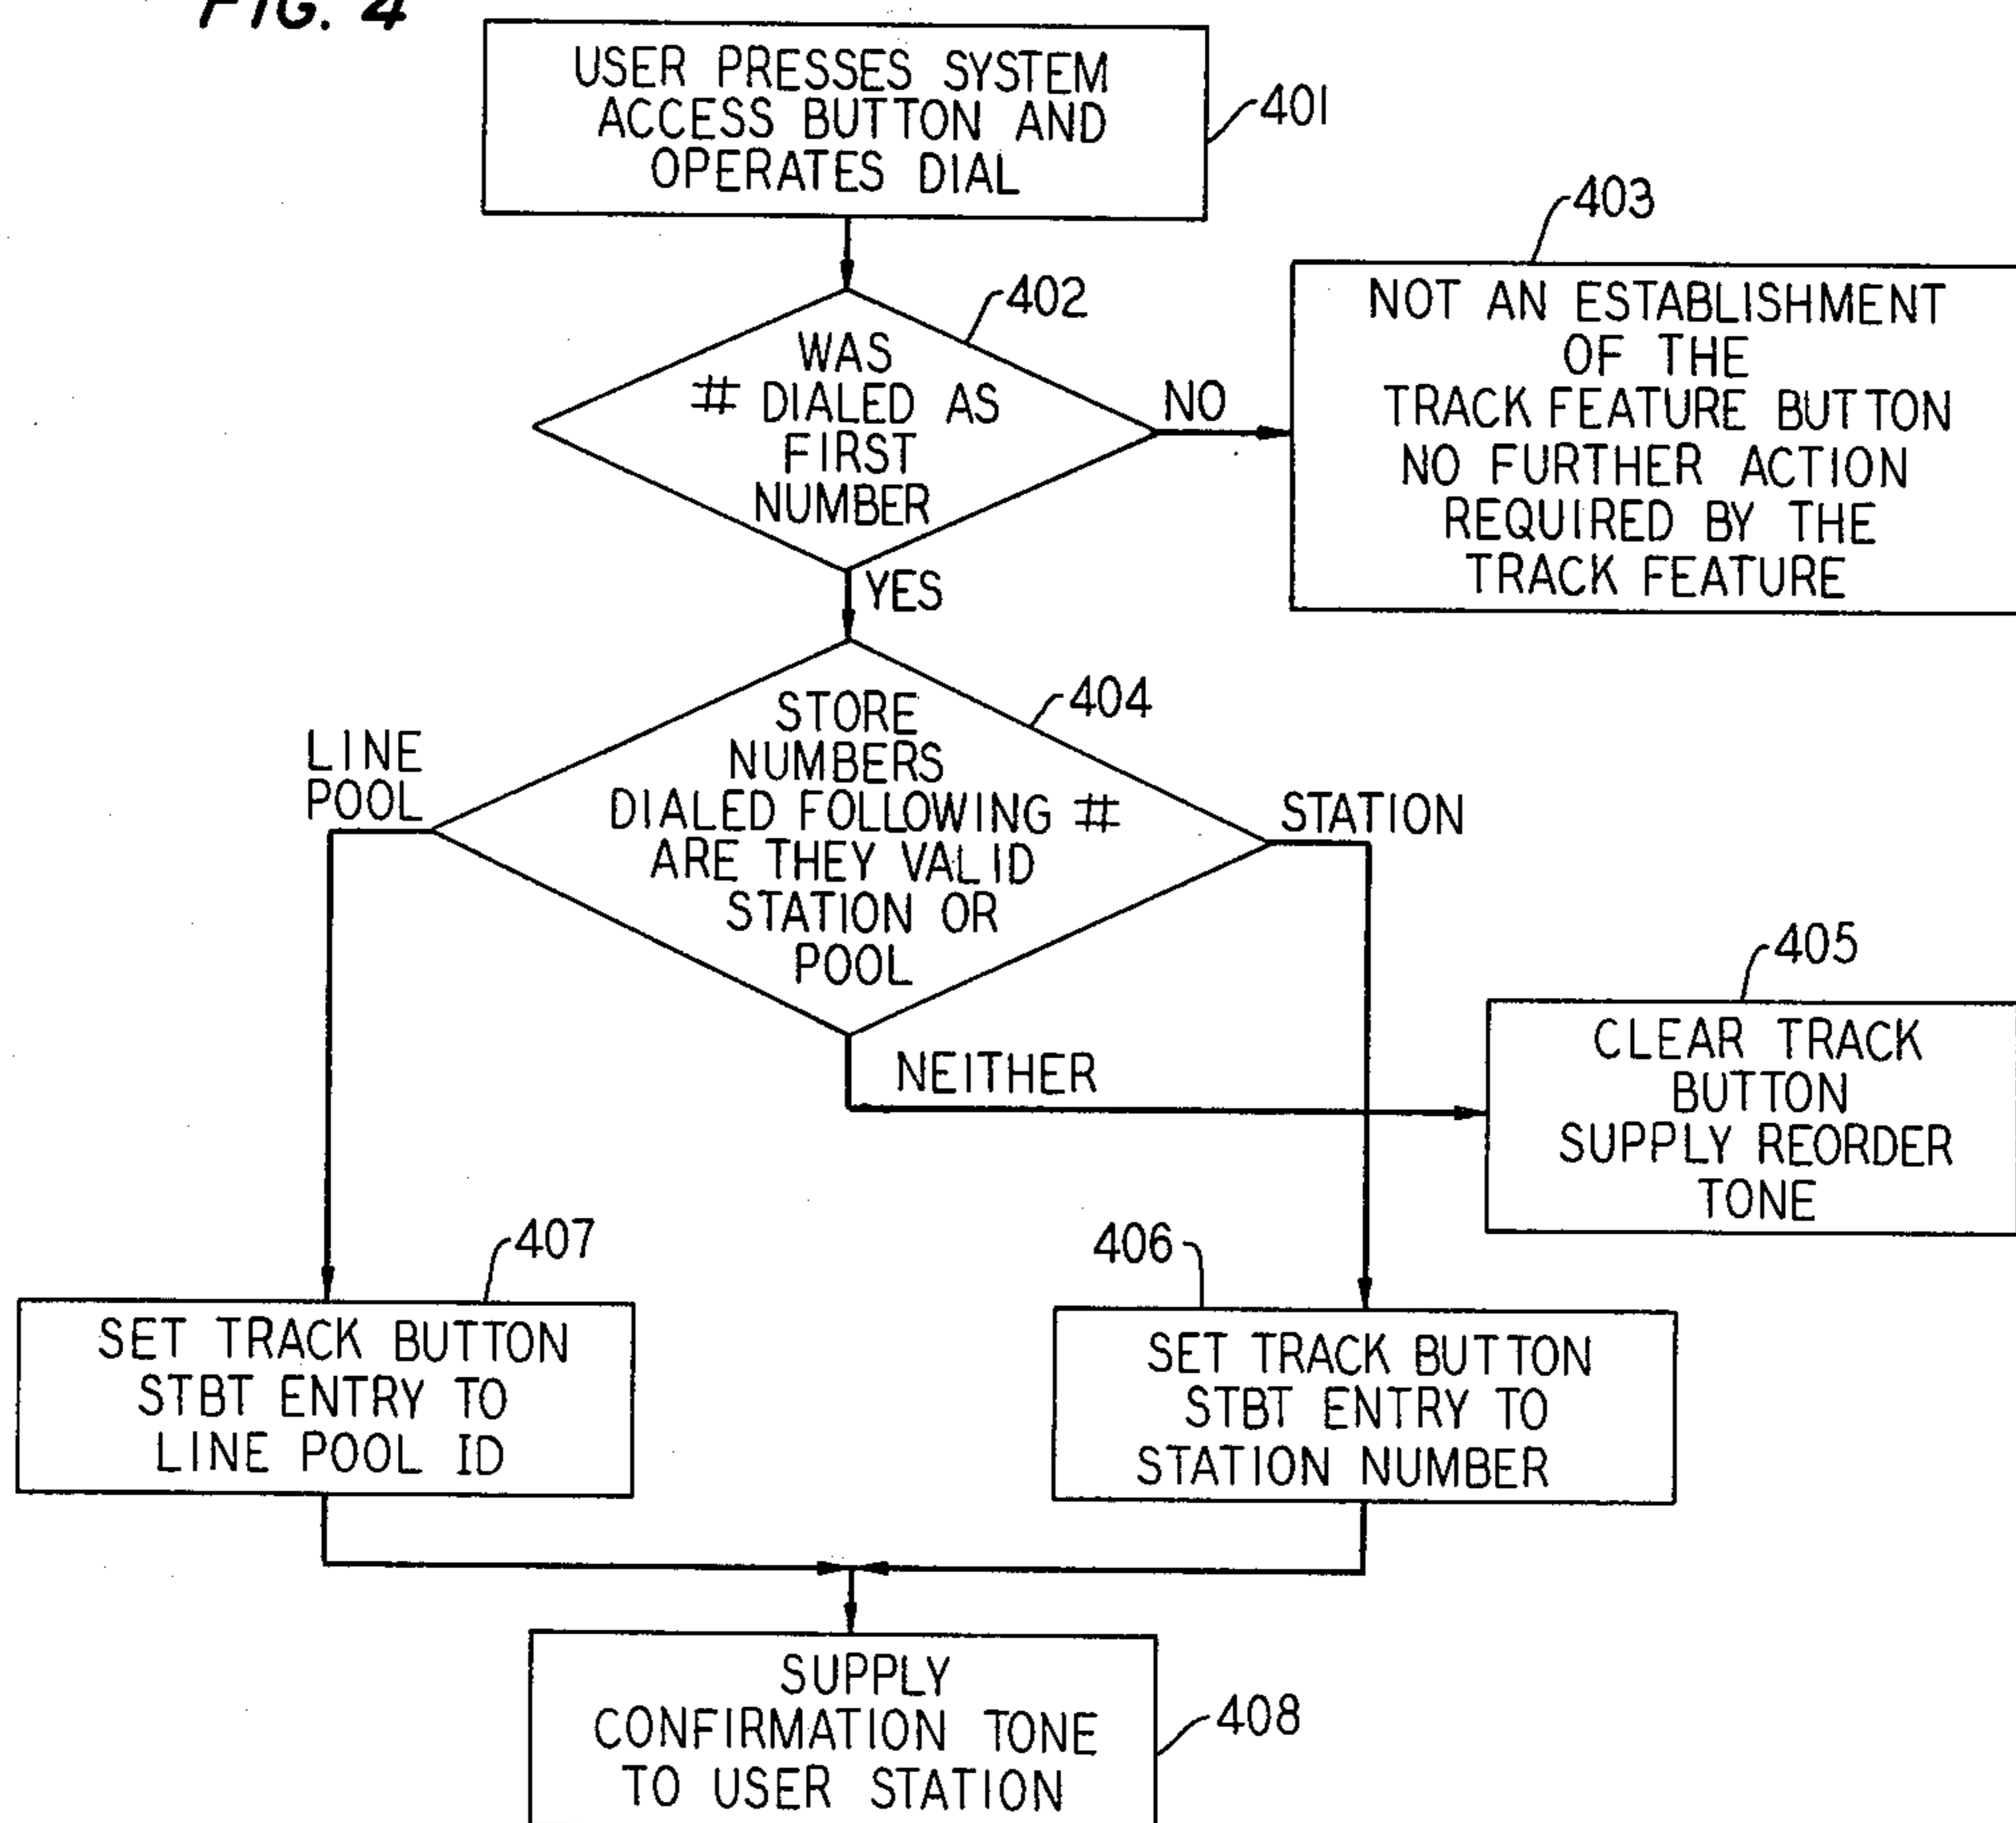 FIG. 4
USER PRESSES SYSTEM
ACCESS BUTTON AND
OPERATES DIAL
401
402
WAS
# DIALED AS
FIRST
NUMBER
NO
403
NOT AN ESTABLISHMENT
OF THE
TRACK FEATURE BUTTON
NO FURTHER ACTION
REQUIRED BY THE
TRACK FEATURE
YES
404
STORE
NUMBERS
DIALED FOLLOWING #
ARE THEY VALID
STATION OR
POOL
LINE
POOL
STATION
NEITHER
405
CLEAR TRACK
BUTTON
SUPPLY REORDER
TONE
407
SET TRACK BUTTON
STBT ENTRY TO
LINE POOL ID
406
SET TRACK BUTTON
STBT ENTRY TO
STATION NUMBER
SUPPLY
CONFIRMATION TONE
TO USER STATION
408